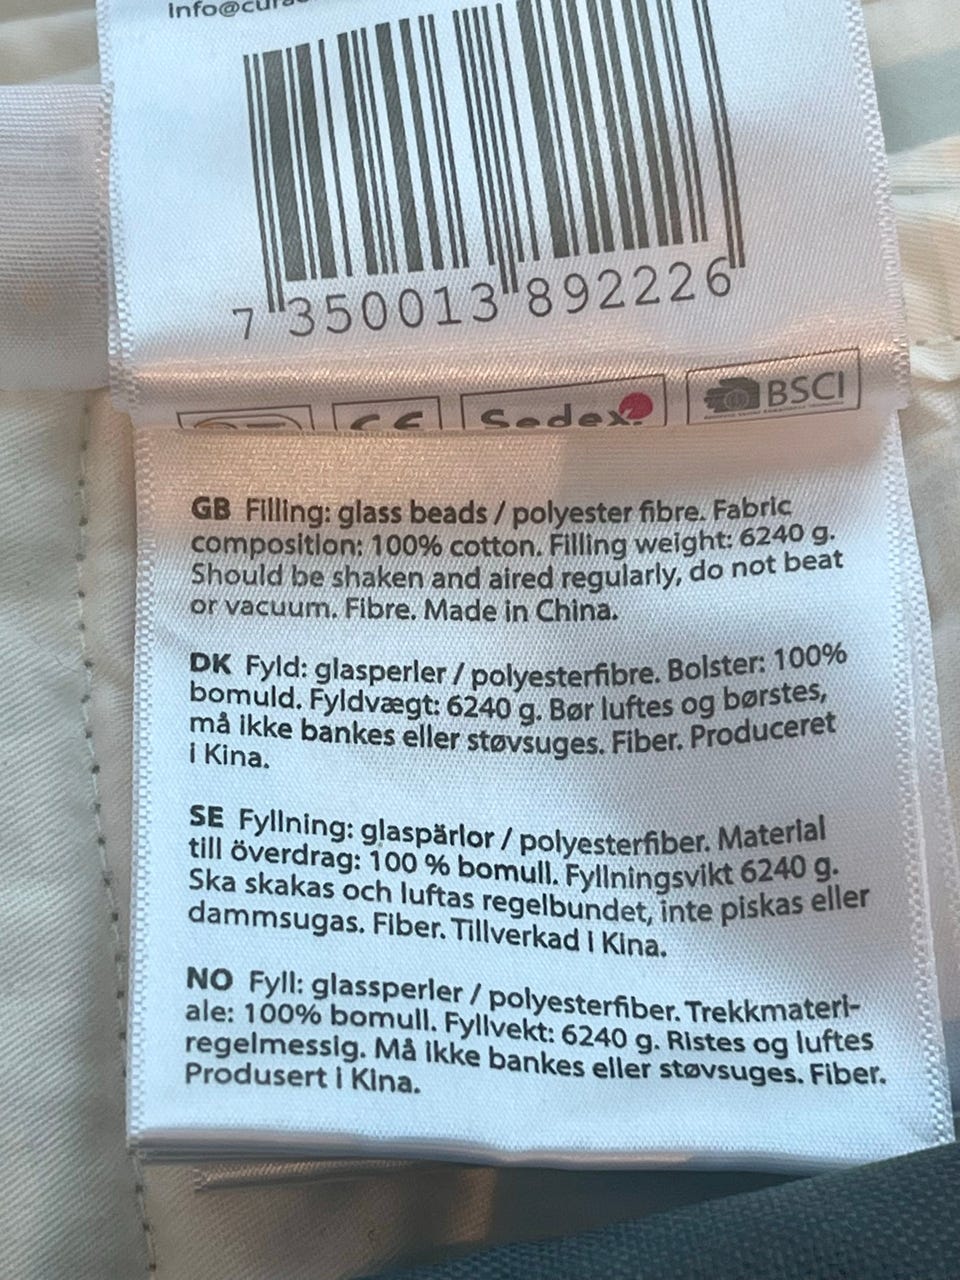 7 350013 892226
CE Sedex BSCI
GB Filling: glass beads / polyester fibre. Fabric
composition: 100% cotton. Filling weight: 6240 g.
Should be shaken and aired regularly, do not beat
or vacuum. Fibre. Made in China.
DK Fyld: glasperler / polyesterfibre. Bolster: 100%
bomuld. Fyldvægt: 6240 g. Bør luftes og børstes,
må ikke bankes eller støvsuges. Fiber. Produceret
i Kina.
SE Fyllning: glaspärlor / polyesterfiber. Material
till överdrag: 100 % bomull. Fyllningsvikt 6240 g.
Ska skakas och luftas regelbundet, inte piskas eller
dammsugas. Fiber. Tillverkad i Kina.
NO Fyll: glassperler / polyesterfiber. Trekkmateri-
ale: 100% bomull. Fyllvekt: 6240 g. Ristes og luftes
regelmessig. Må ikke bankes eller støvsuges. Fiber.
Produsert i Kina.